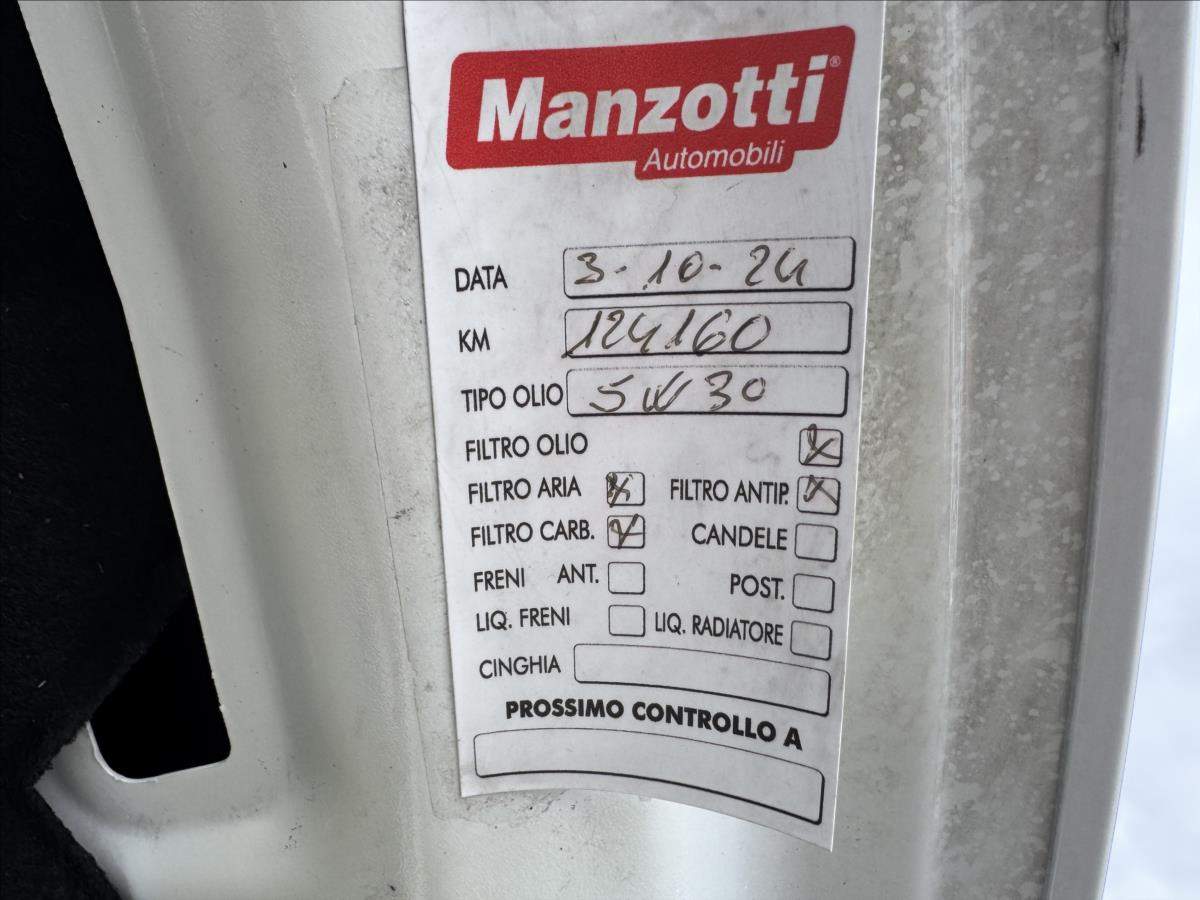 Manzotti®
Automobili
DATA 3-10-24
KM 124160
TIPO OLIO 5W30
FILTRO OLIO X
FILTRO ARIA X FILTRO ANTIP. X
FILTRO CARB. X CANDELE
FRENI ANT. POST.
LIQ. FRENI LIQ. RADIATORE
CINGHIA
PROSSIMO CONTROLLO A